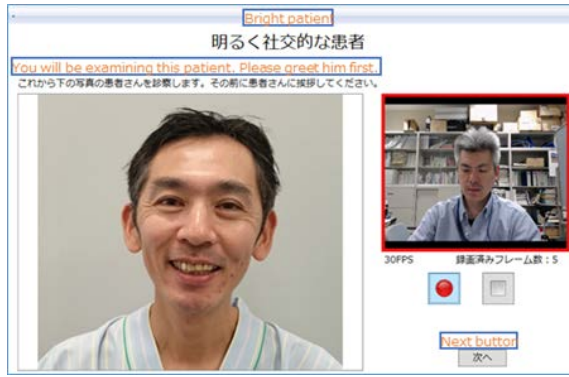 Bright patient
明るく社交的な患者
You will be examining this patient. Please greet him first.
これから下の写真の患者さんを診察します。その前に患者さんに挨拶してください。
30FPS 録画済みフレーム数：5
Next button
次へ